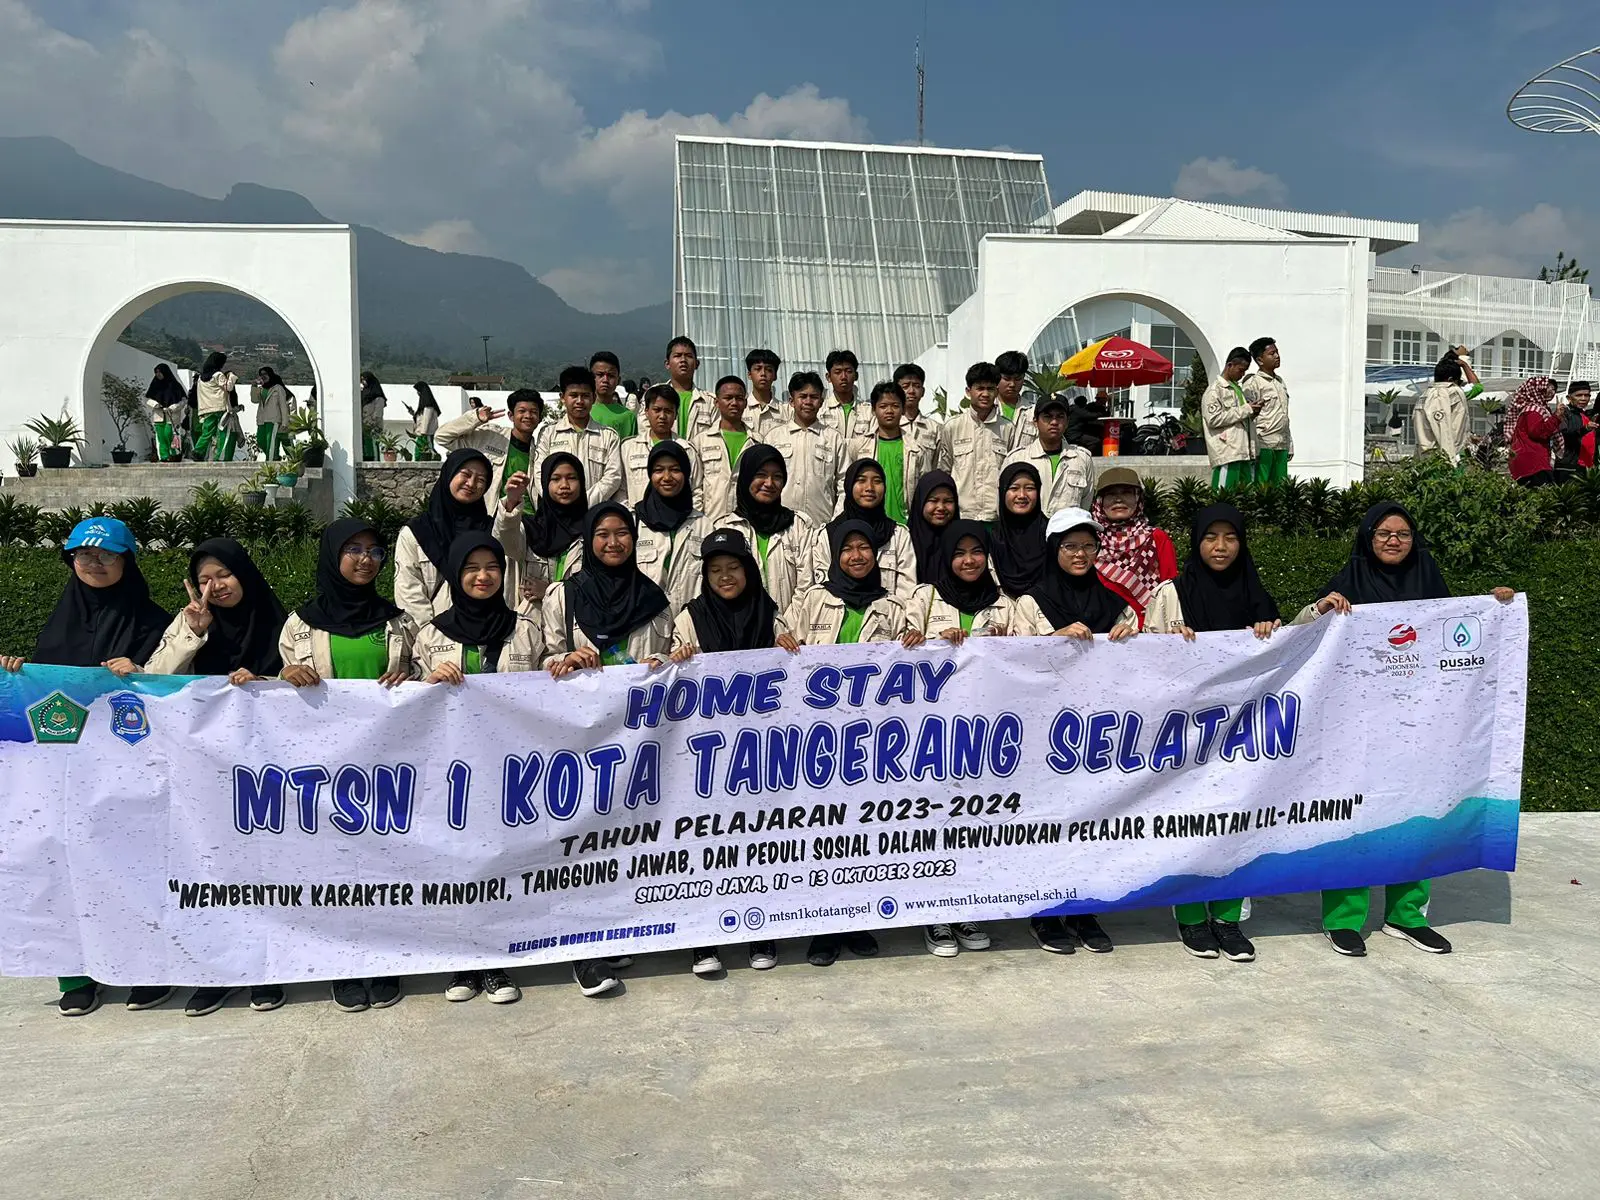 WALL'S
adidas
LYLLA
HOME STAY
MTSN 1 KOTA TANGERANG SELATAN
TAHUN PELAJARAN 2023-2024
"MEMBENTUK KARAKTER MANDIRI, TANGGUNG JAWAB, DAN PEDULI SOSIAL DALAM MEWUJUDKAN PELAJAR RAHMATAN LIL-ALAMIN"
SINDANG JAYA, 11 - 13 OKTOBER 2023
RELIGIUS MODERN BERPRESTASI
mtsn1kotatangsel www.mtsn1kotatangsel.sch.id
ASEAN
INDONESIA
2023
pusaka